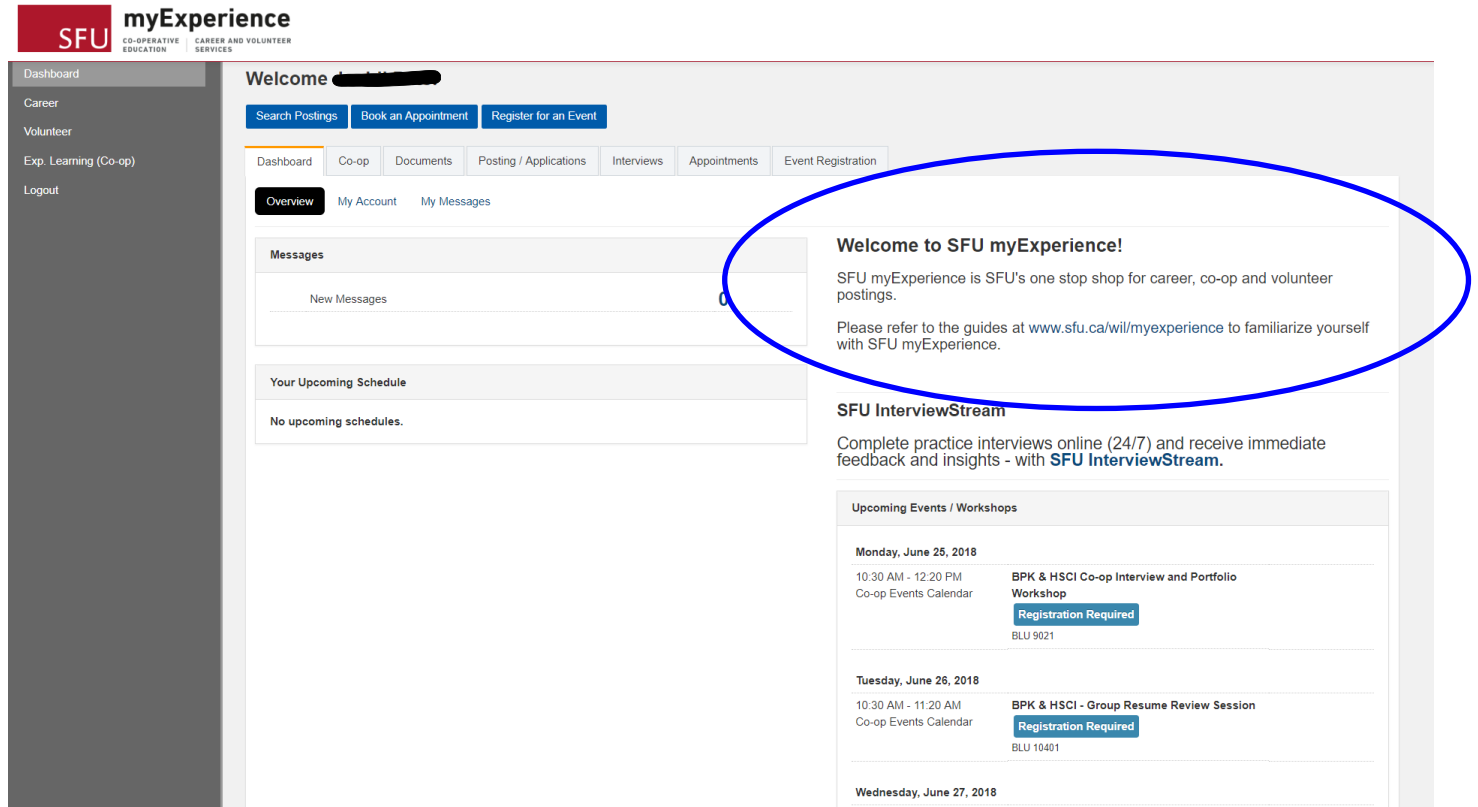 SFU
myExperience
CO-OPERATIVE EDUCATION
CAREER AND VOLUNTEER SERVICES
Dashboard
Career
Volunteer
Exp. Learning (Co-op)
Logout
Welcome
Search Postings Book an Appointment Register for an Event
Dashboard Co-op Documents Posting / Applications Interviews Appointments Event Registration
Overview My Account My Messages
Messages
New Messages 0
Your Upcoming Schedule
No upcoming schedules.
Welcome to SFU myExperience!
SFU myExperience is SFU's one stop shop for career, co-op and volunteer
postings.
Please refer to the guides at www.sfu.ca/wil/myexperience to familiarize yourself
with SFU myExperience.
SFU InterviewStream
Complete practice interviews online (24/7) and receive immediate
feedback and insights - with SFU InterviewStream.
Upcoming Events / Workshops
Monday, June 25, 2018
10:30 AM - 12:20 PM BPK & HSCI Co-op Interview and Portfolio
Co-op Events Calendar Workshop
Registration Required
BLU 9021
Tuesday, June 26, 2018
10:30 AM - 11:20 AM BPK & HSCI - Group Resume Review Session
Co-op Events Calendar Registration Required
BLU 10401
Wednesday, June 27, 2018